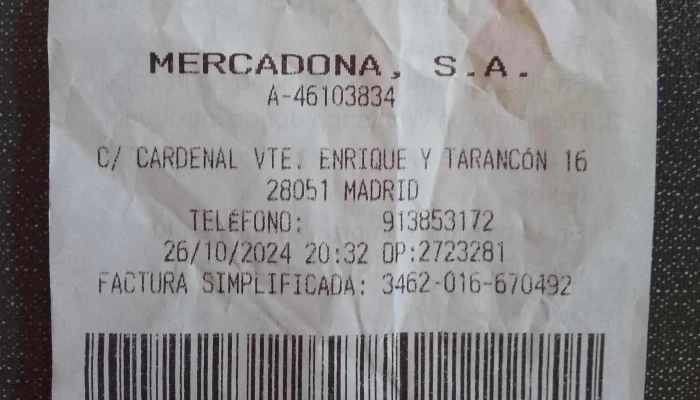 MERCADONA, S.A.
A-46103834
C/ CARDENAL VTE. ENRIQUE Y TARANCÓN 16
28051 MADRID
TELÉFONO: 913853172
26/10/2024 20:32 OP:2723281
FACTURA SIMPLIFICADA: 3462-016-670492